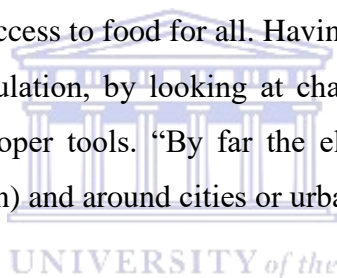 ccess to food for all. Havin
ulation, by looking at cha
oper tools. “By far the el
n) and around cities or urba
UNIVERSITY of the